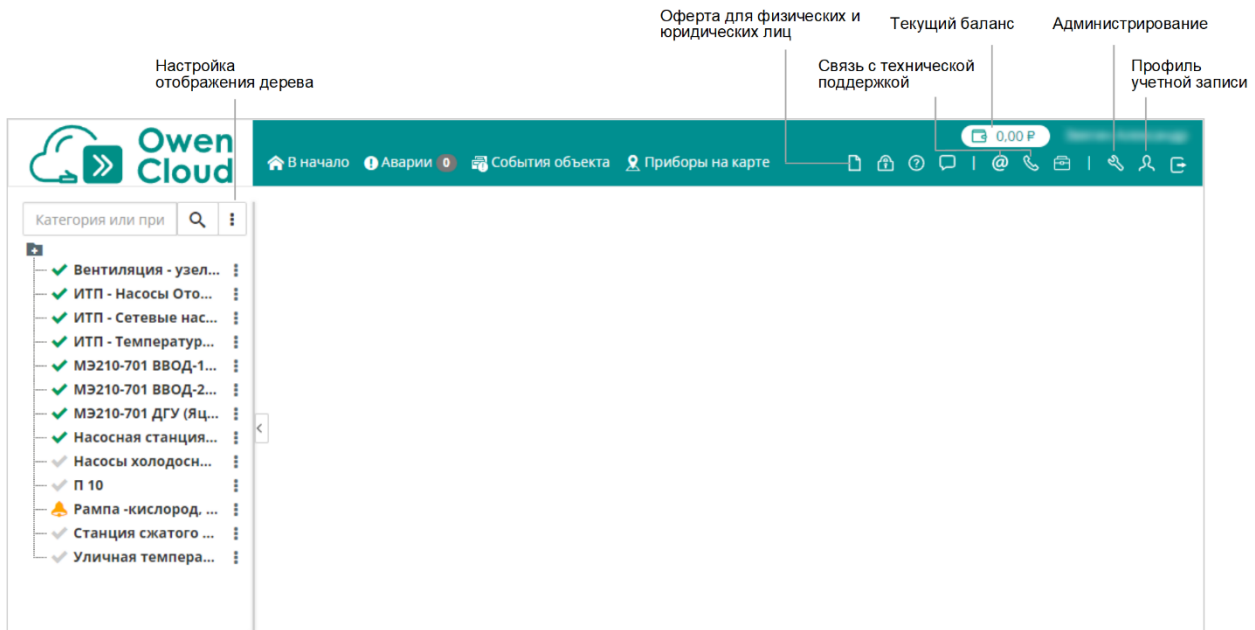 Оферта для физических и
юридических лиц
Текущий баланс
Администрирование
Настройка
отображения дерева
Связь с технической
поддержкой
Профиль
учетной записи
Owen
Cloud
0,00 ₽
В начало
Аварии 0
События объекта
Приборы на карте
Категория или при
Вентиляция - узел...
ИТП - Насосы Ото...
ИТП - Сетевые нас...
ИТП - Температур...
МЭ210-701 ВВОД-1...
МЭ210-701 ВВОД-2...
МЭ210-701 ДГУ (Яц...
Насосная станция...
Насосы холодосн...
П 10
Рампа -кислород, ...
Станция сжатого ...
Уличная темпера...